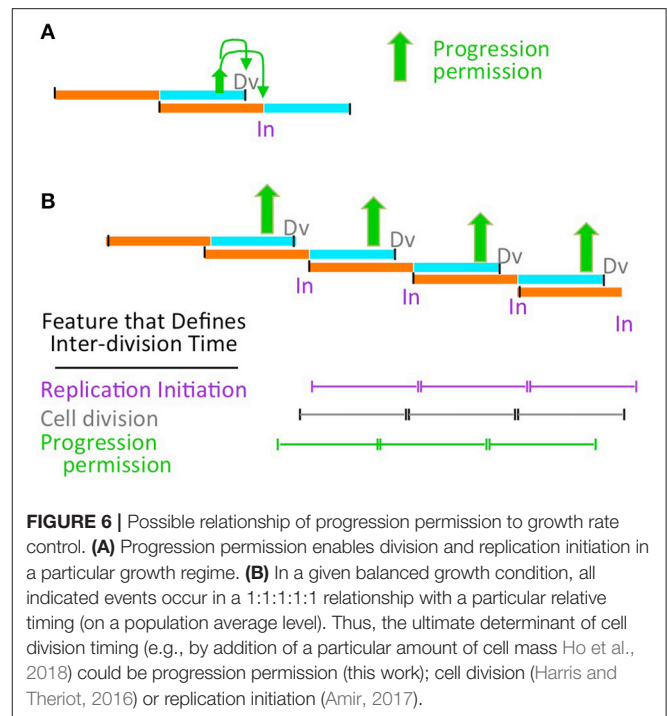 A
Progression
permission
Dv
In
B
Dv
Dv
Dv
Dv
In
In
In
In
Feature that Defines
Inter-division Time
Replication Initiation
Cell division
Progression
permission
FIGURE 6 | Possible relationship of progression permission to growth rate
control. (A) Progression permission enables division and replication initiation in
a particular growth regime. (B) In a given balanced growth condition, all
indicated events occur in a 1:1:1:1:1 relationship with a particular relative
timing (on a population average level). Thus, the ultimate determinant of cell
division timing (e.g., by addition of a particular amount of cell mass Ho et al.,
2018) could be progression permission (this work); cell division (Harris and
Theriot, 2016) or replication initiation (Amir, 2017).